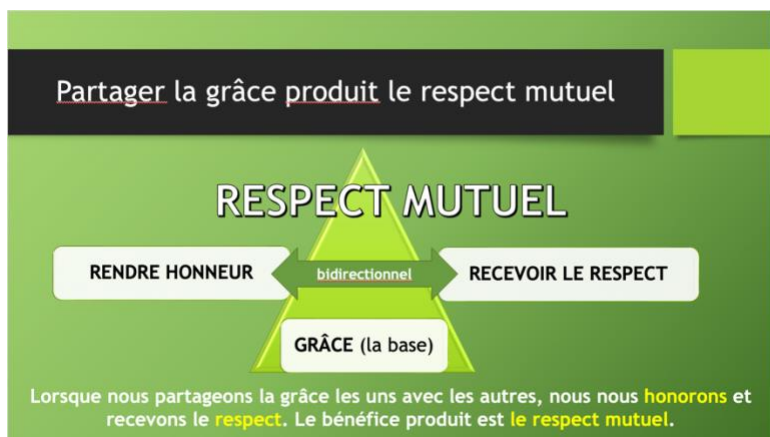 Partager la grâce produit le respect mutuel
RESPECT MUTUEL
RENDRE HONNEUR
bidirectionnel
RECEVOIR LE RESPECT
GRÂCE (la base)
Lorsque nous partageons la grâce les uns avec les autres, nous nous honorons et
recevons le respect. Le bénéfice produit est le respect mutuel.